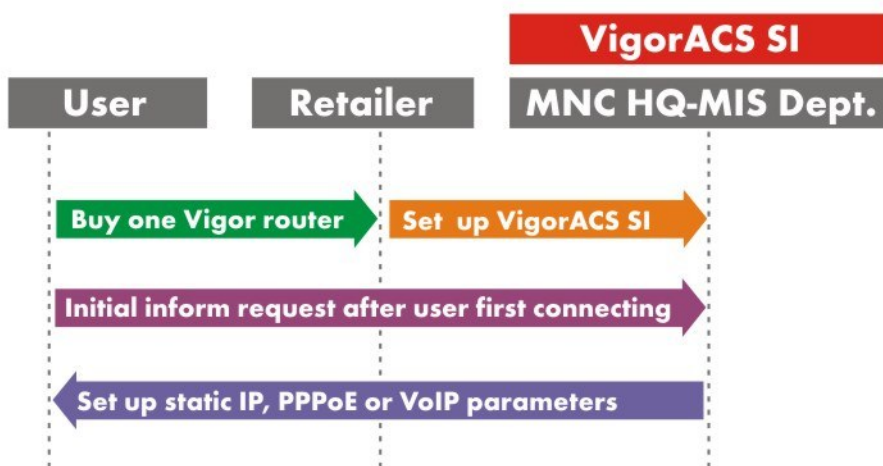 VigorACS SI
User
Retailer
MNC HQ-MIS Dept.
Buy one Vigor router
Set up VigorACS SI
Initial inform request after user first connecting
Set up static IP, PPPoE or VoIP parameters